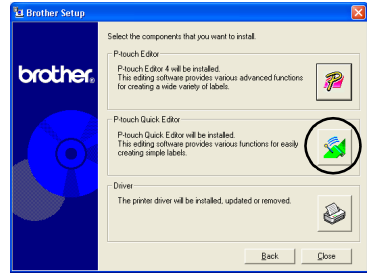 Brother Setup
brother®
Select the components that you want to install.
P-touch Editor
P-touch Editor 4 will be installed.
This editing software provides various advanced functions
for creating a wide variety of labels.
P-touch Quick Editor
P-touch Quick Editor will be installed.
This editing software provides various functions for easily
creating simple labels.
Driver
The printer driver will be installed, updated or removed.
Back
Close